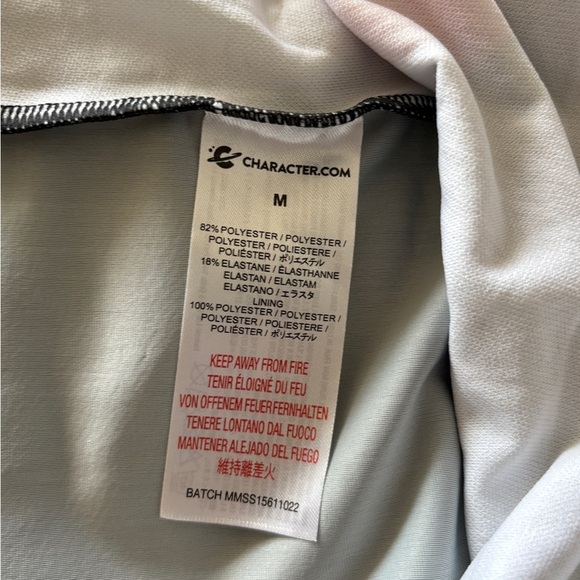 CHARACTER.COM
M
82% POLYESTER / POLYESTER /
POLYESTER / POLIESTERE /
POLIÉSTER / ポリエステル
18% ELASTANE / ÉLASTHANNE
ELASTAN / ELASTAM
ELASTANO / エラスタ
LINING
100% POLYESTER / POLYESTER /
POLYESTER / POLIESTERE /
POLIÉSTER / ポリエステル
KEEP AWAY FROM FIRE
TENIR ÉLOIGNÉ DU FEU
VON OFFENEM FEUER FERNHALTEN
TENERE LONTANO DAL FUOCO
MANTENER ALEJADO DEL FUEGO
維持離差火
BATCH MMSS15611022